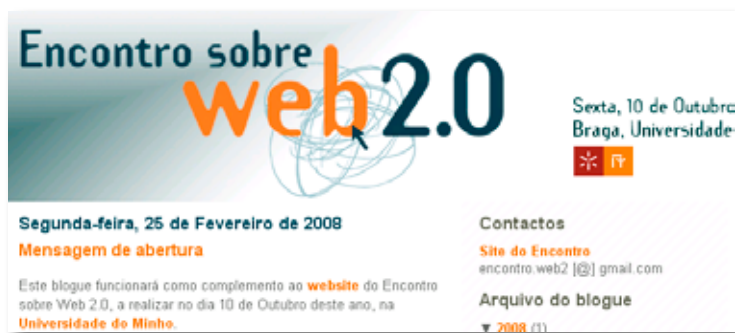 Encontro sobre
web 2.0
Sexta, 10 de Outubro
Braga, Universidade
Segunda-feira, 25 de Fevereiro de 2008
Mensagem de abertura
Este blogue funcionará como complemento ao website do Encontro
sobre Web 2.0, a realizar no dia 10 de Outubro deste ano, na
Universidade do Minho.
Contactos
Site do Encontro
encontro.web2 [@] gmail.com
Arquivo do blogue
▼ 2008 (1)